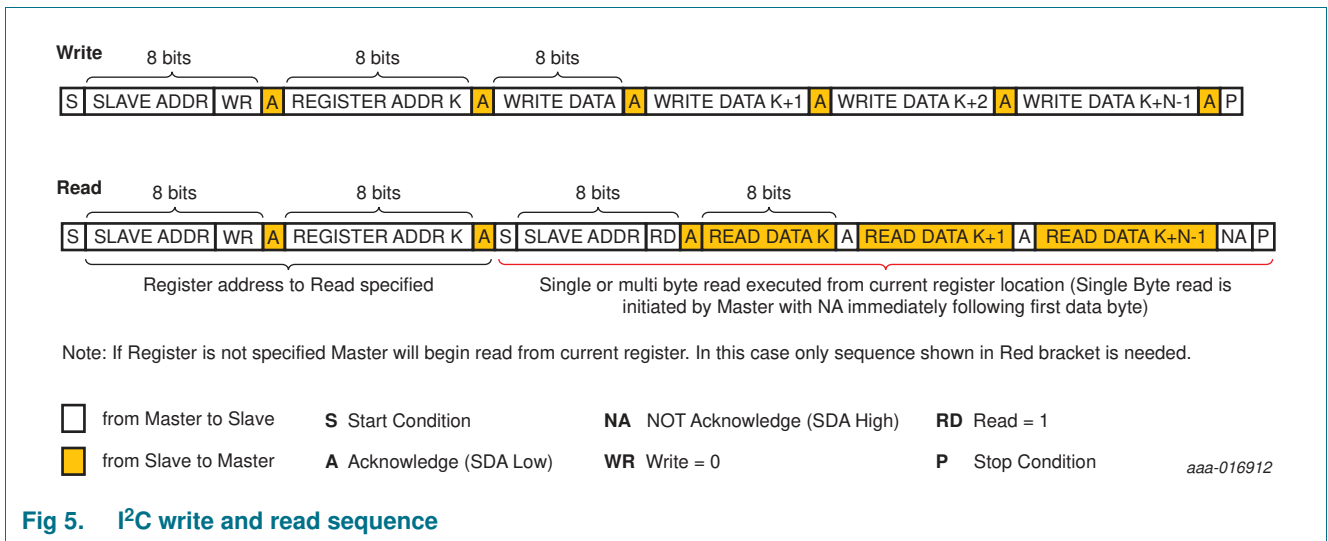 Write
8 bits 8 bits 8 bits
S SLAVE ADDR WR A REGISTER ADDR K A WRITE DATA A WRITE DATA K+1 A WRITE DATA K+2 A WRITE DATA K+N-1 A P
Read
8 bits 8 bits 8 bits 8 bits
S SLAVE ADDR WR A REGISTER ADDR K A S SLAVE ADDR RD A READ DATA K A READ DATA K+1 A READ DATA K+N-1 NA P
Register address to Read specified Single or multi byte read executed from current register location (Single Byte read is
initiated by Master with NA immediately following first data byte)
Note: If Register is not specified Master will begin read from current register. In this case only sequence shown in Red bracket is needed.
from Master to Slave S Start Condition NA NOT Acknowledge (SDA High) RD Read = 1
from Slave to Master A Acknowledge (SDA Low) WR Write = 0 P Stop Condition aaa-016912
Fig 5. I²C write and read sequence